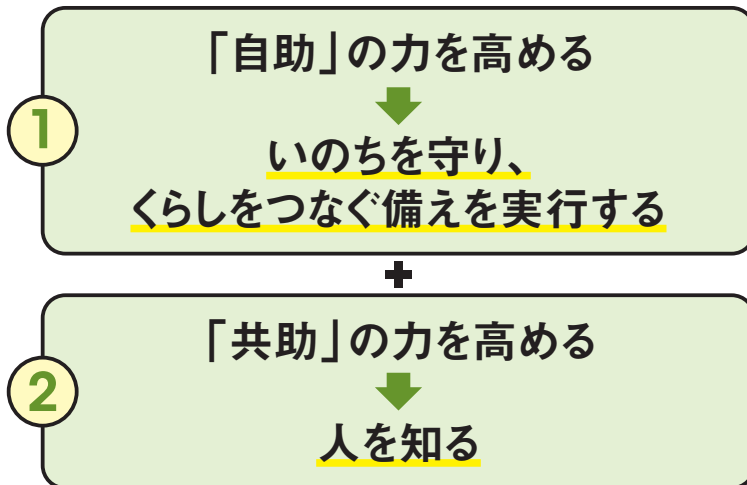 「自助」の力を高める
1
いのちを守り、
くらしをつなぐ備えを実行する
+
2
「共助」の力を高める
人を知る